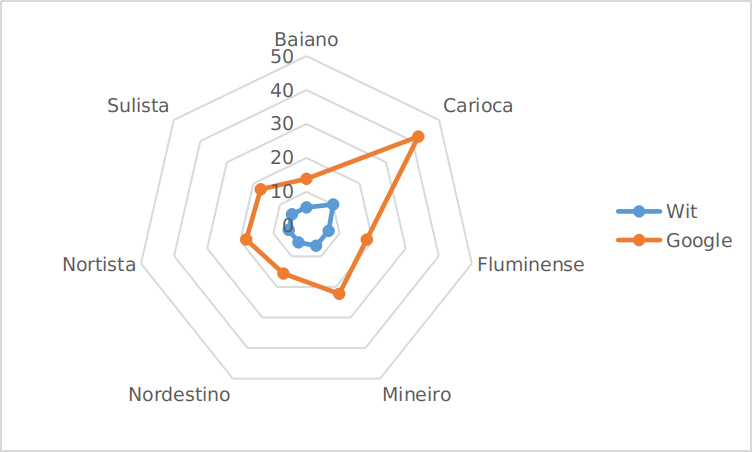 Baiano
50
Sulista
Carioca
40
30
20
10
0
Wit
Google
Nortista
Fluminense
Nordestino
Mineiro